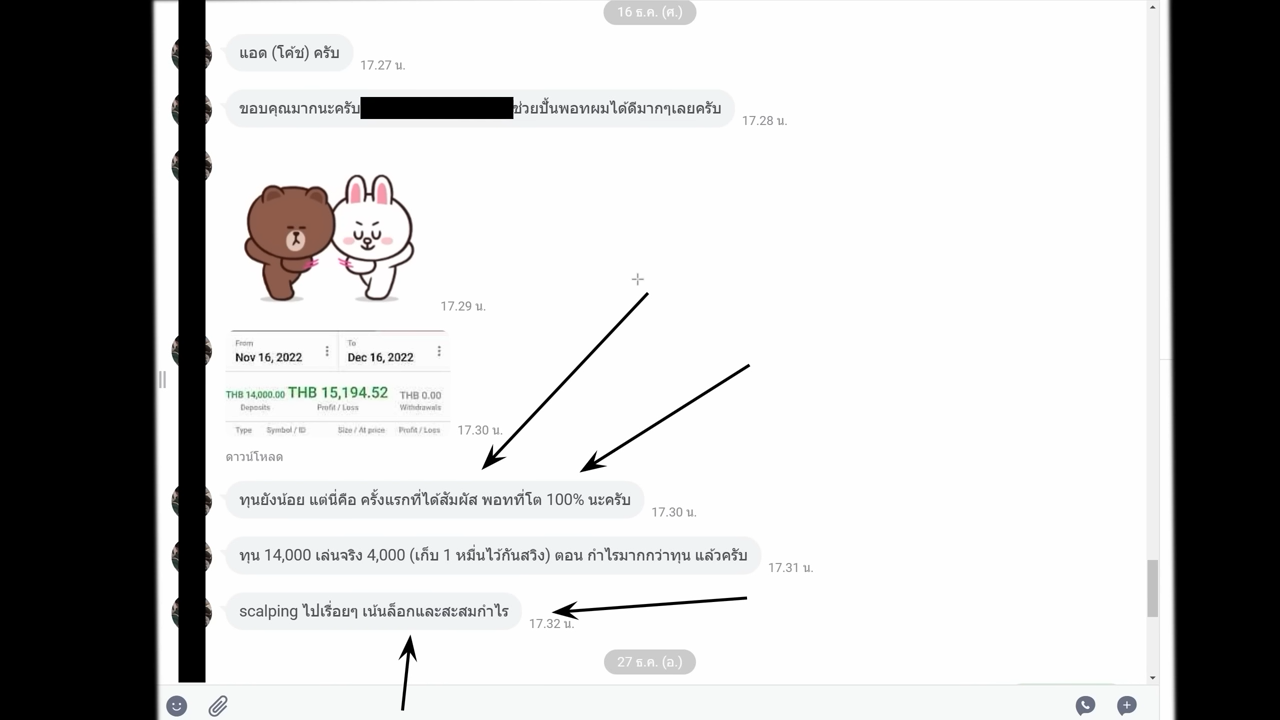 16 ธ.ค. (ศ.)
แอด (โค้ช) ครับ
17.27 น.
ขอบคุณมากนะครับ ช่วยปั้นพอทผมได้ดีมากๆเลยครับ
17.28 น.
17.29 น.
From To
Nov 16, 2022 Dec 16, 2022
THB 14,000.00 THB 15,194.52 THB 0.00
Deposits Profit / Loss Withdrawals
Type Symbol / ID Size / At price Profit / Loss
17.30 น.
ดาวน์โหลด
ทุนยังน้อย แต่นี่คือ ครั้งแรกที่ได้สัมผัส พอทที่โต 100% นะครับ
17.30 น.
ทุน 14,000 เล่นจริง 4,000 (เก็บ 1 หมื่นไว้กันสวิง) ตอน กำไรมากกว่าทุน แล้วครับ
17.31 น.
scalping ไปเรื่อยๆ เน้นล็อกและสะสมกำไร
17.32 น.
27 ธ.ค. (อ.)